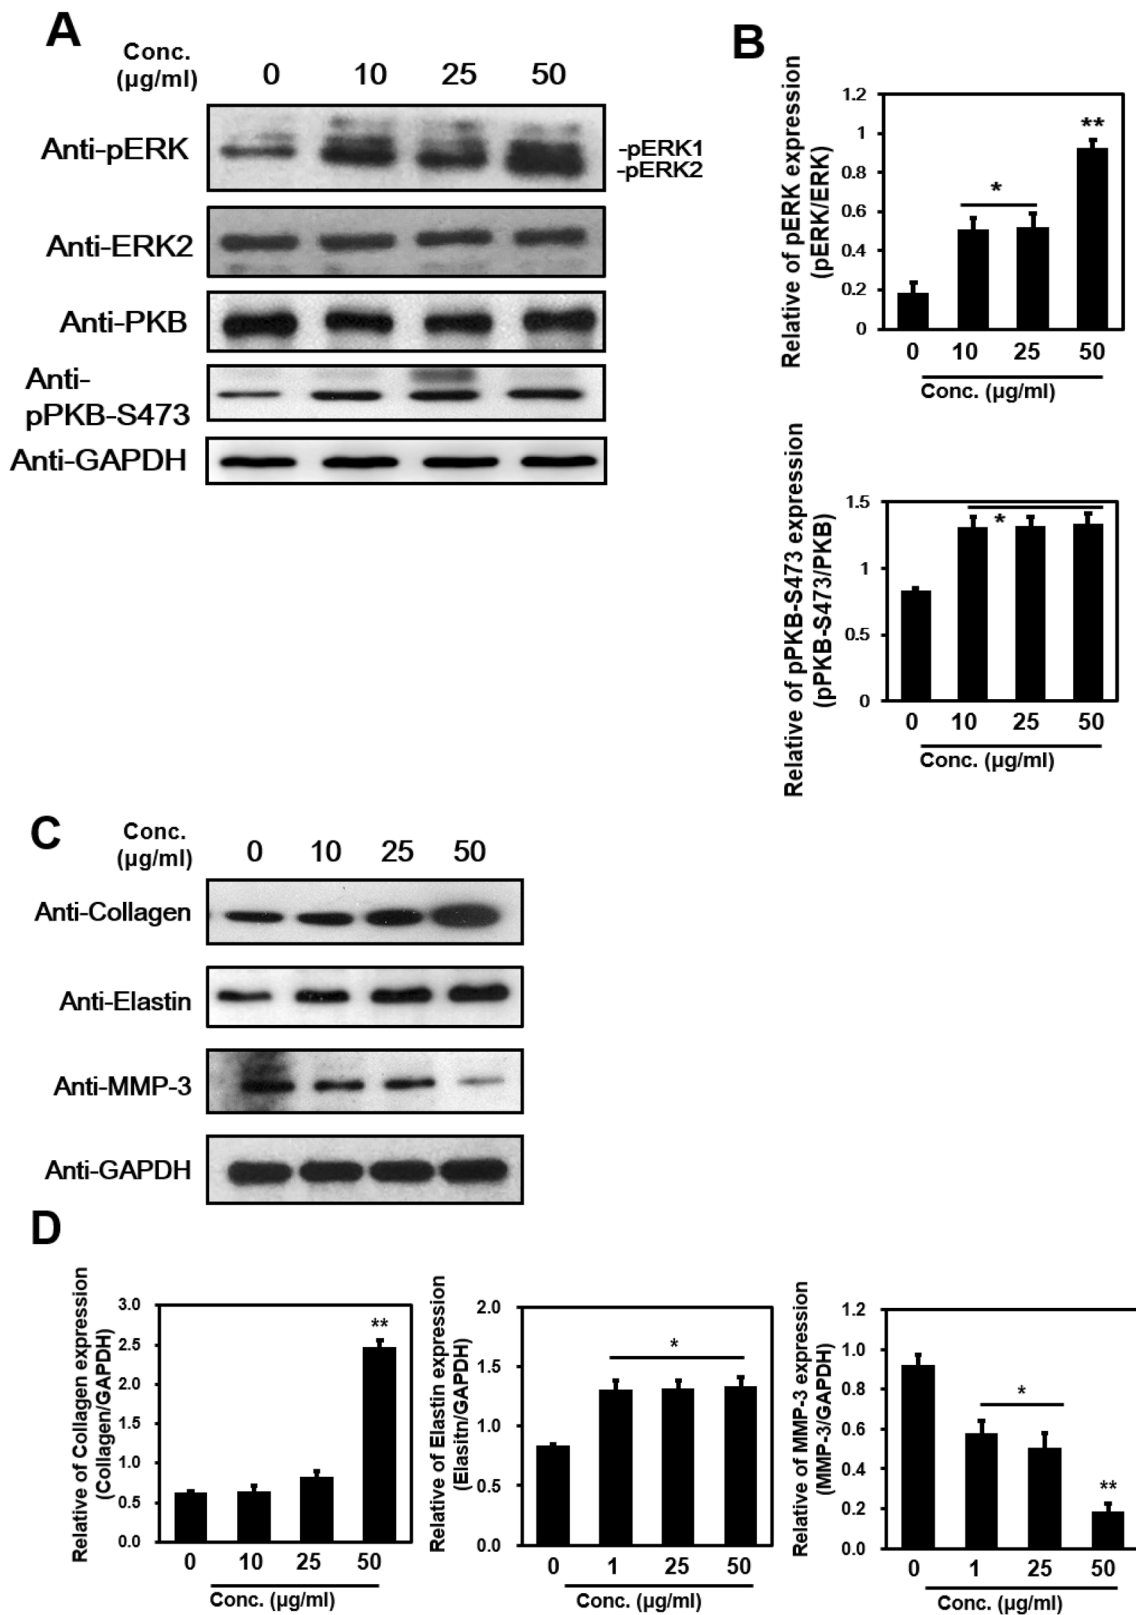 A
Conc.
(µg/ml)
0 10 25 50
Anti-pERK
-pERK1
-pERK2
Anti-ERK2
Anti-PKB
Anti-
pPKB-S473
Anti-GAPDH
B
Relative of pERK expression
(pERK/ERK)
1.2
1
0.8
0.6
0.4
0.2
0
*
**
0 10 25 50
Conc. (µg/ml)
Relative of pPKB-S473 expression
(pPKB-S473/PKB)
1.5
1
0.5
0
*
0 10 25 50
Conc. (µg/ml)
C
Conc.
(µg/ml)
0 10 25 50
Anti-Collagen
Anti-Elastin
Anti-MMP-3
Anti-GAPDH
D
Relative of Collagen expression
(Collagen/GAPDH)
3.0
2.5
2.0
1.5
1.0
0.5
0.0
**
0 10 25 50
Conc. (µg/ml)
Relative of Elastin expression
(Elasitn/GAPDH)
2.0
1.5
1.0
0.5
0.0
*
0 1 25 50
Conc. (µg/ml)
Relative of MMP-3 expression
(MMP-3/GAPDH)
1.2
1.0
0.8
0.6
0.4
0.2
0.0
*
**
0 1 25 50
Conc. (µg/ml)